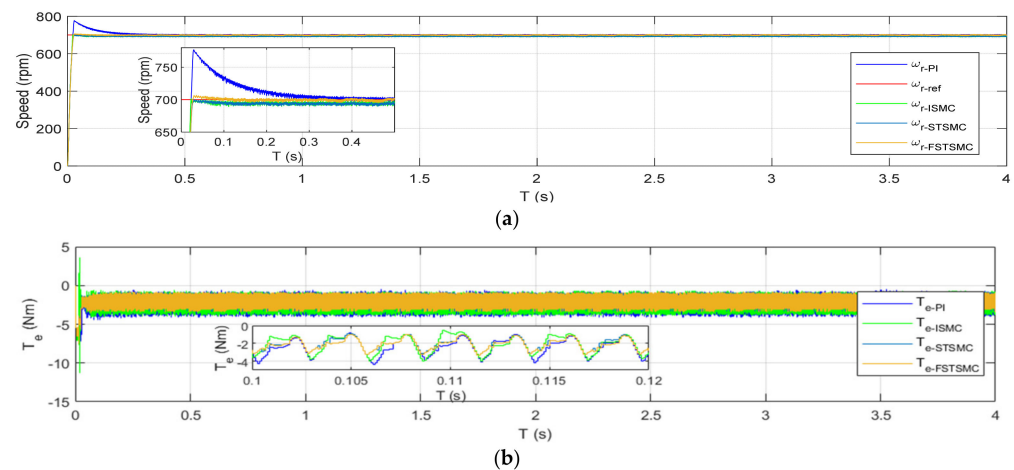 800
600
400
200
0
Speed (rpm)
750
700
650
Speed (rpm)
0 0.1 0.2 0.3 0.4
T (s)
ωr-PI
ωr-ref
ωr-ISMC
ωr-STSMC
ωr-FSTSMC
0 0.5 1 1.5 2 2.5 3 3.5 4
T (s)
(a)
5
0
-5
-10
-15
Te (Nm)
0
-2
-4
Te (Nm)
0.1 0.105 0.11 0.115 0.12
T (s)
Te-PI
Te-ISMC
Te-STSMC
Te-FSTSMC
0 0.5 1 1.5 2 2.5 3 3.5 4
T (s)
(b)